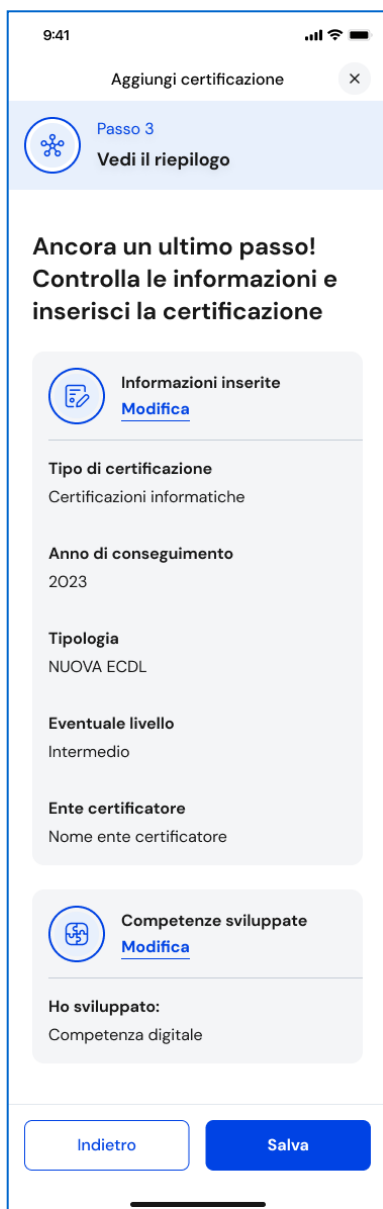 9:41
Aggiungi certificazione
Passo 3
Vedi il riepilogo
Ancora un ultimo passo!
Controlla le informazioni e
inserisci la certificazione
Informazioni inserite
Modifica
Tipo di certificazione
Certificazioni informatiche
Anno di conseguimento
2023
Tipologia
NUOVA ECDL
Eventuale livello
Intermedio
Ente certificatore
Nome ente certificatore
Competenze sviluppate
Modifica
Ho sviluppato:
Competenza digitale
Indietro
Salva